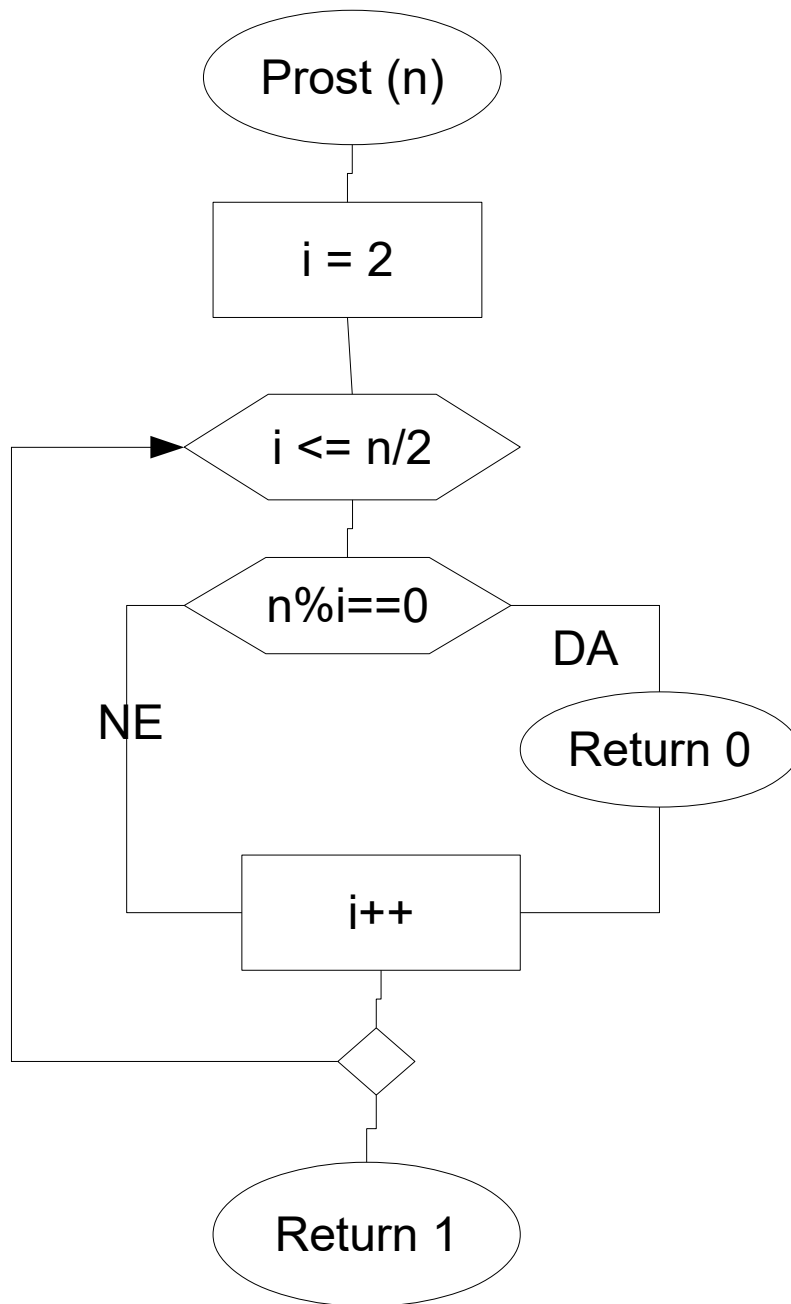 Prost (n)
i = 2
i <= n/2
n%i==0
DA
NE
Return 0
i++
Return 1